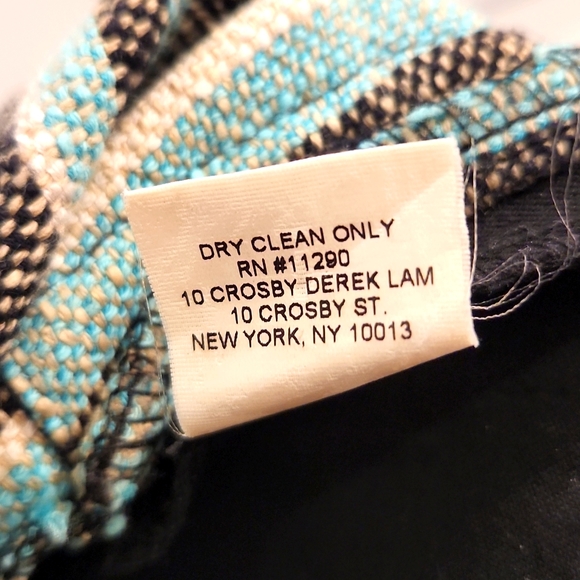 DRY CLEAN ONLY
RN #11290
10 CROSBY DEREK LAM
10 CROSBY ST.
NEW YORK, NY 10013